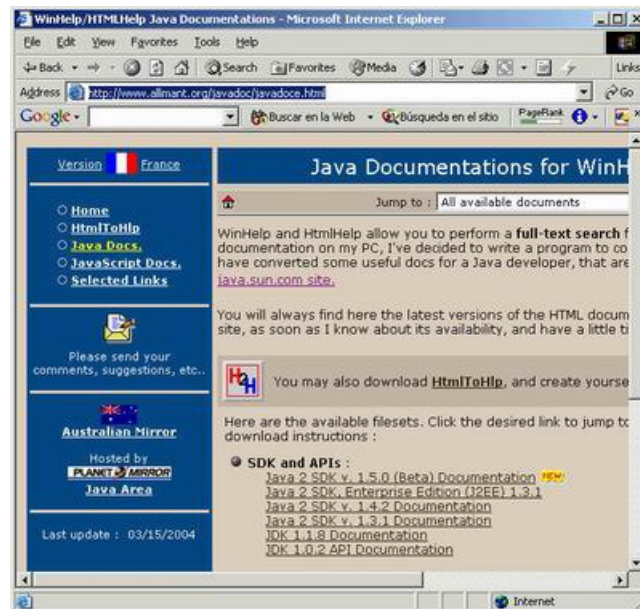 WinHelp/HTMLHelp Java Documentations - Microsoft Internet Explorer
File Edit View Favorites Tools Help
Back Search Favorites Media Links
Address http://www.allimant.org/javadoc/javadoce.html Go
Google Buscar en la Web Búsqueda en el sitio PageRank
Version France
Home
HtmlToHlp
Java Docs.
JavaScript Docs.
Selected Links
Please send your
comments, suggestions, etc..
Australian Mirror
Hosted by
PLANET MIRROR
Java Area
Last update : 03/15/2004
Java Documentations for WinH
Jump to : All available documents
WinHelp and HtmlHelp allow you to perform a full-text search f
documentation on my PC, I've decided to write a program to co
have converted some useful docs for a Java developer, that are
java.sun.com site.
You will always find here the latest versions of the HTML docum
site, as soon as I know about its availability, and have a little ti
H2H You may also download HtmlToHlp, and create yourse
Here are the available filesets. Click the desired link to jump to
download instructions :
SDK and APIs :
Java 2 SDK v. 1.5.0 (Beta) Documentation NEW!
Java 2 SDK, Enterprise Edition (J2EE) 1.3.1
Java 2 SDK v. 1.4.2 Documentation
Java 2 SDK v. 1.3.1 Documentation
JDK 1.1.8 Documentation
JDK 1.0.2 API Documentation
Internet